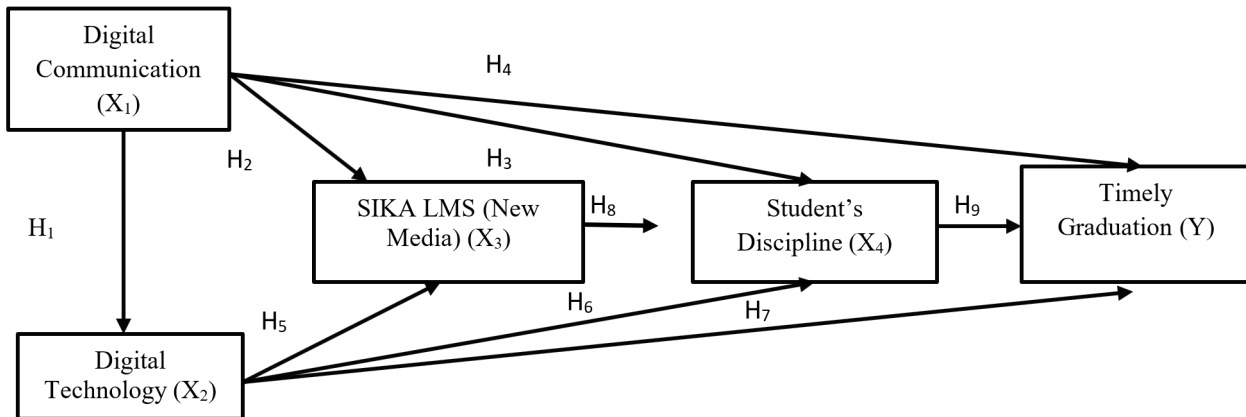 Digital
Communication
(X₁)
H₄
H₂
H₃
SIKA LMS (New
Media) (X₃)
H₈
Student’s
Discipline (X₄)
H₉
Timely
Graduation (Y)
H₁
H₅
H₆
H₇
Digital
Technology (X₂)